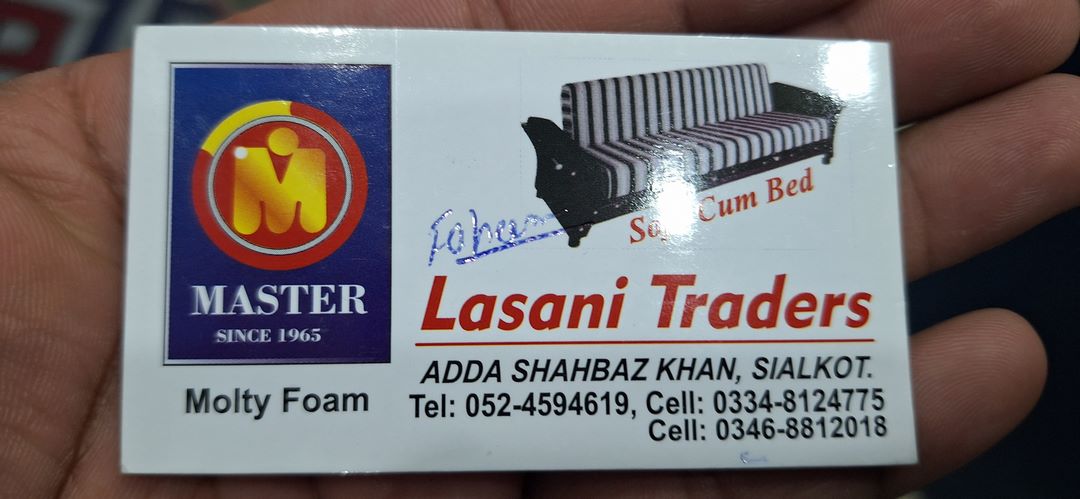 M
MASTER
SINCE 1965
Molty Foam
Cum Bed
Lasani Traders
ADDA SHAHBAZ KHAN, SIALKOT.
Tel: 052-4594619, Cell: 0334-8124775
Cell: 0346-8812018